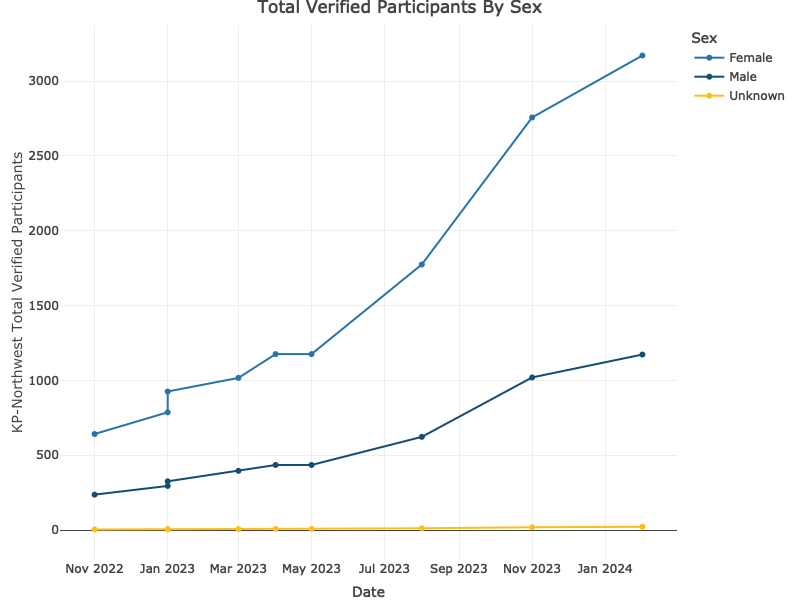 Total Verified Participants By Sex
Sex
Female
Male
Unknown
KP-Northwest Total Verified Participants
3000
2500
2000
1500
1000
500
0
Nov 2022 Jan 2023 Mar 2023 May 2023 Jul 2023 Sep 2023 Nov 2023 Jan 2024
Date